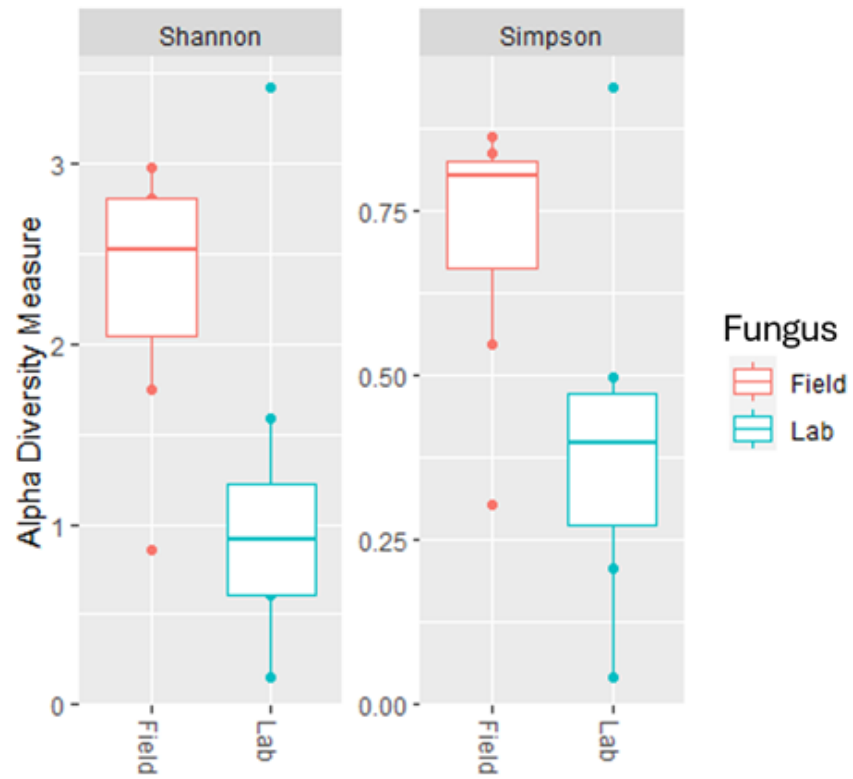 Shannon
Simpson
Alpha Diversity Measure
3
2
1
0
0.75
0.50
0.25
0.00
Field
Lab
Field
Lab
Fungus
Field
Lab